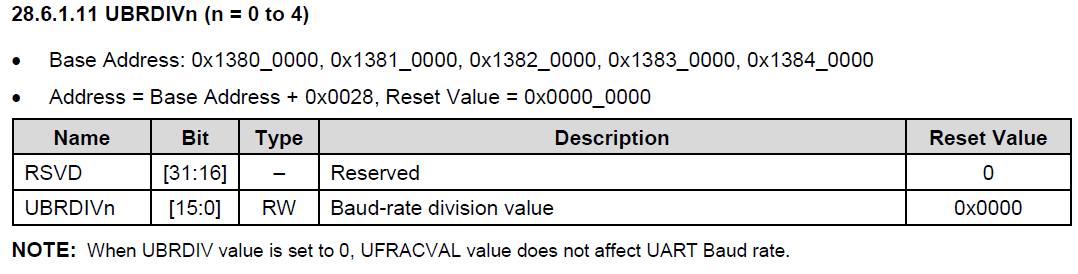 28.6.1.11 UBRDIVn (n = 0 to 4)
• Base Address: 0x1380_0000, 0x1381_0000, 0x1382_0000, 0x1383_0000, 0x1384_0000
• Address = Base Address + 0x0028, Reset Value = 0x0000_0000
Name Bit Type Description Reset Value
RSVD [31:16] – Reserved 0
UBRDIVn [15:0] RW Baud-rate division value 0x0000
NOTE: When UBRDIV value is set to 0, UFRACVAL value does not affect UART Baud rate.